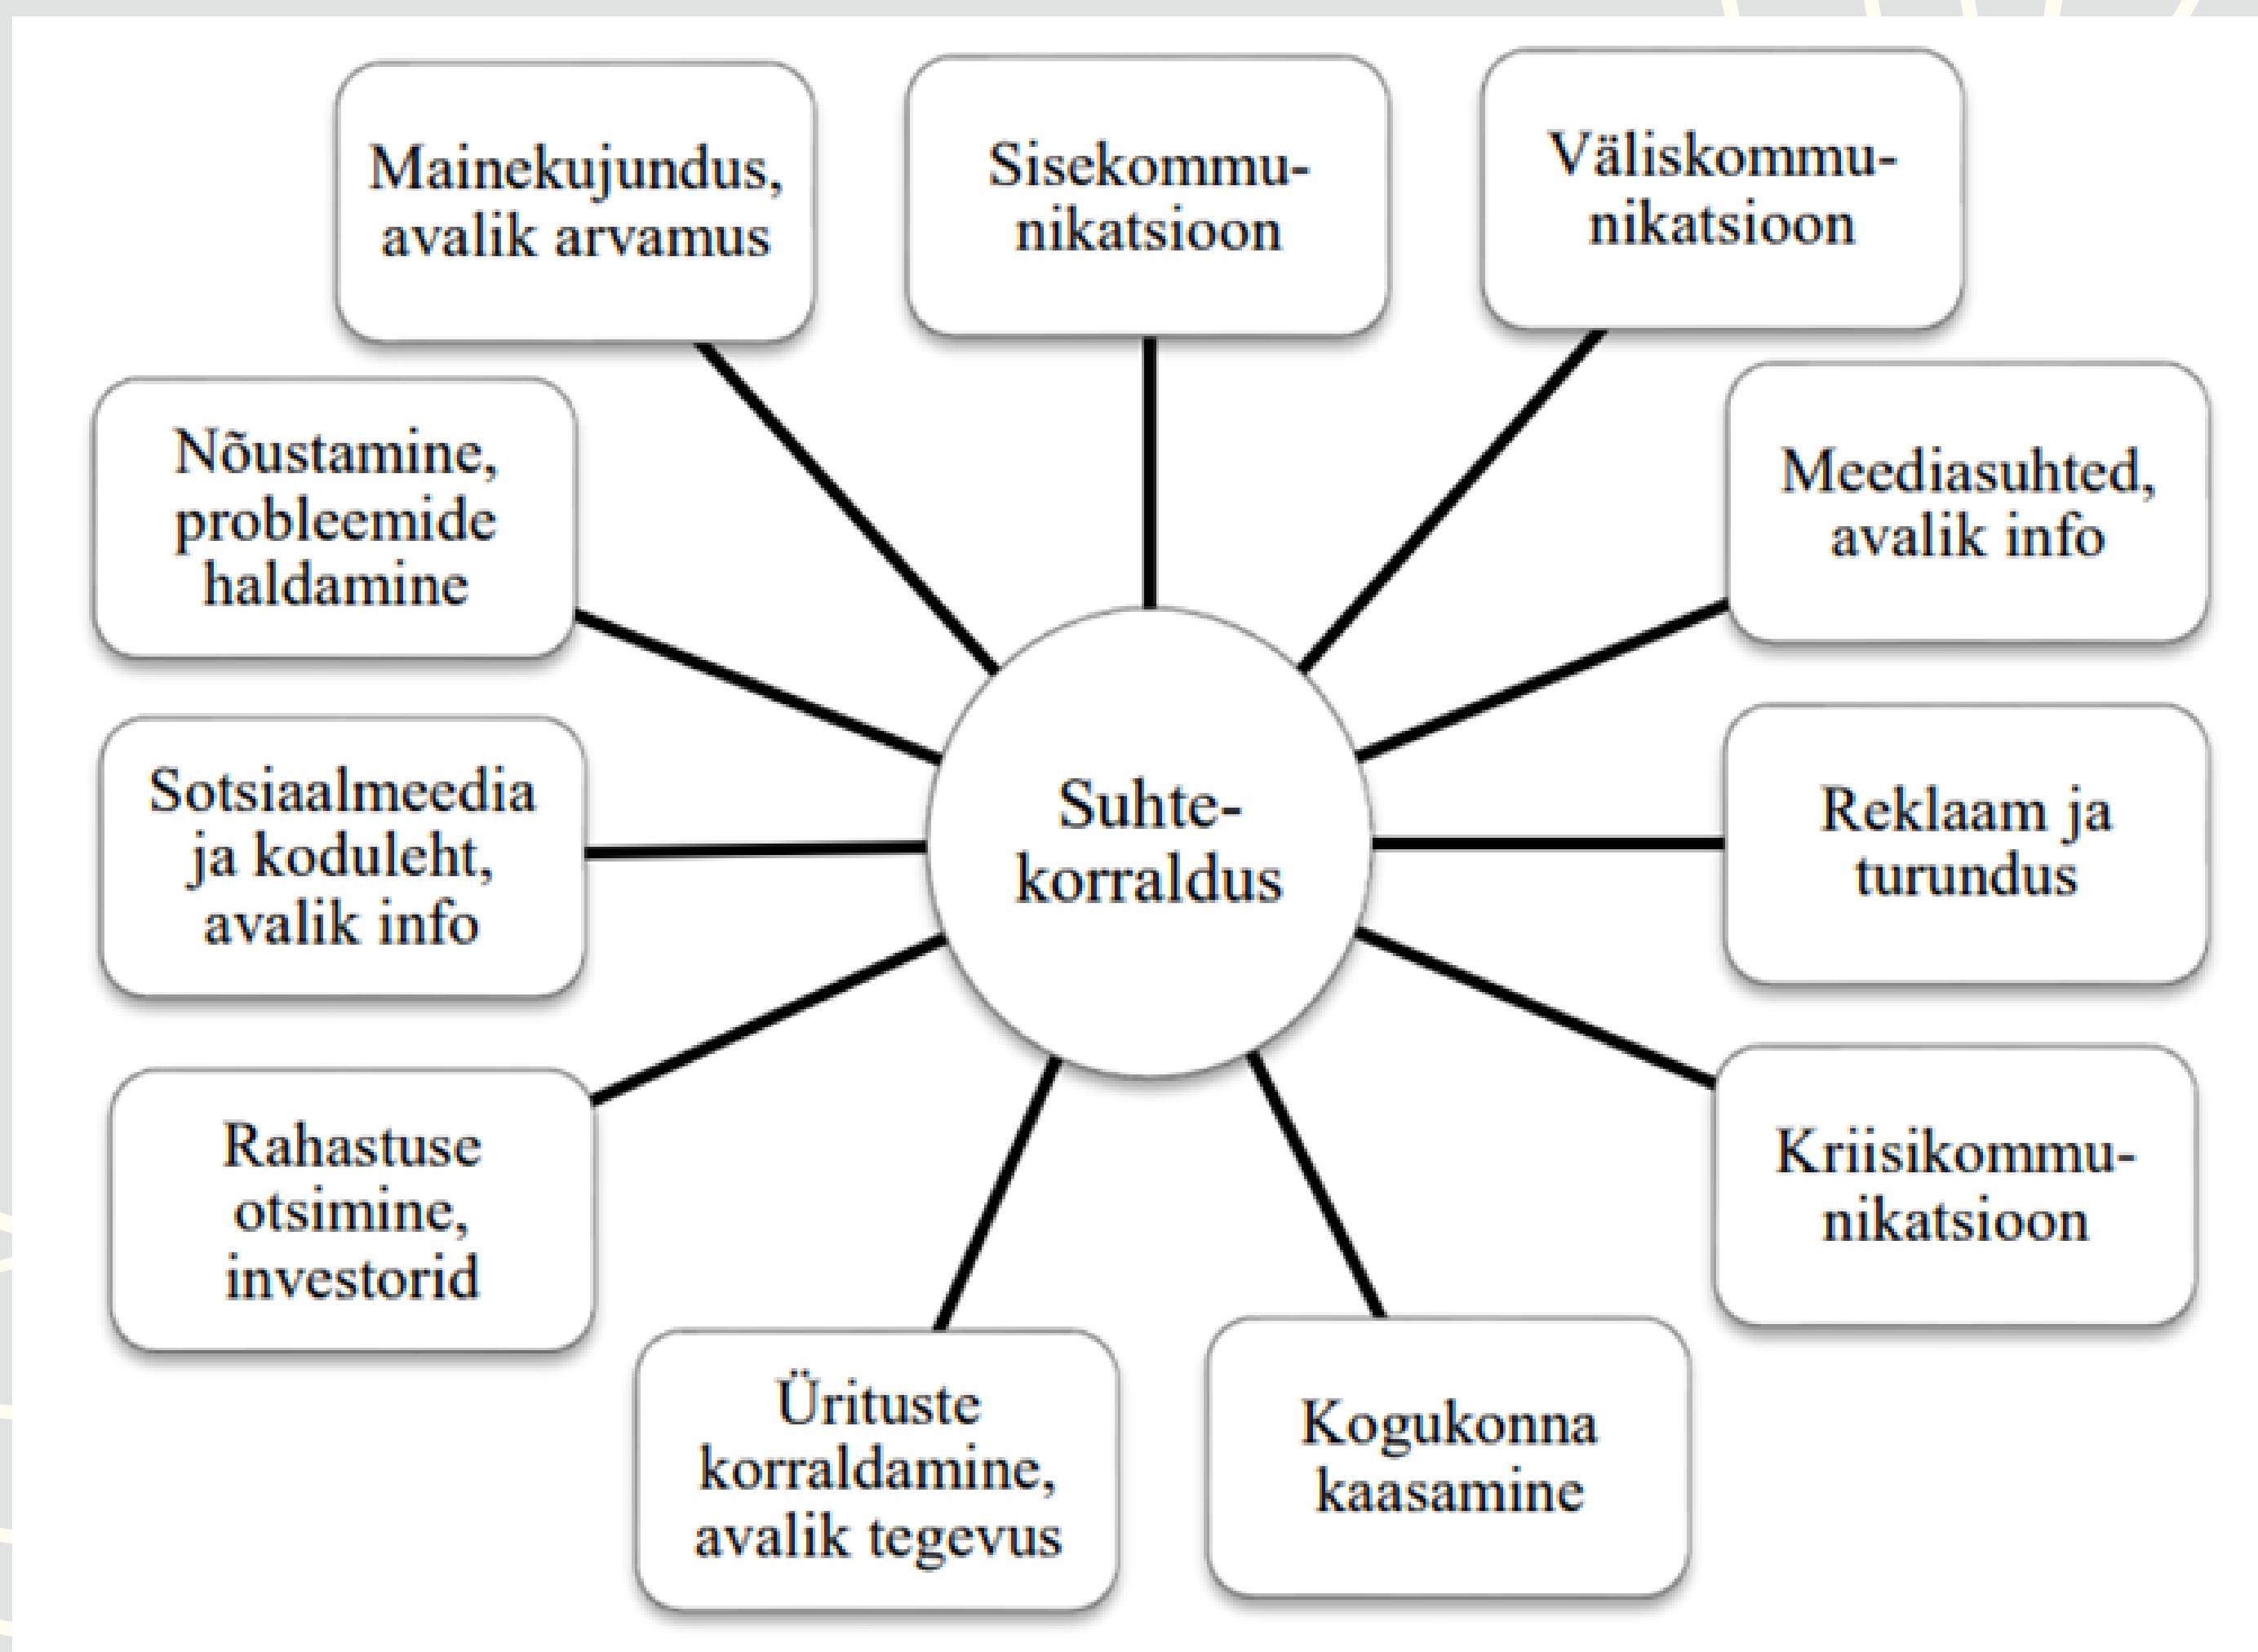 Mainekujundus,
avalik arvamus
Sisekommu-
nikatsioon
Väliskommu-
nikatsioon
Nõustamine,
probleemide
haldamine
Meediasuhted,
avalik info
Sotsiaalmeedia
ja koduleht,
avalik info
Suhte-
korraldus
Reklaam ja
turundus
Rahastuse
otsimine,
investorid
Kriisikommu-
nikatsioon
Ürituste
korraldamine,
avalik tegevus
Kogukonna
kaasamine